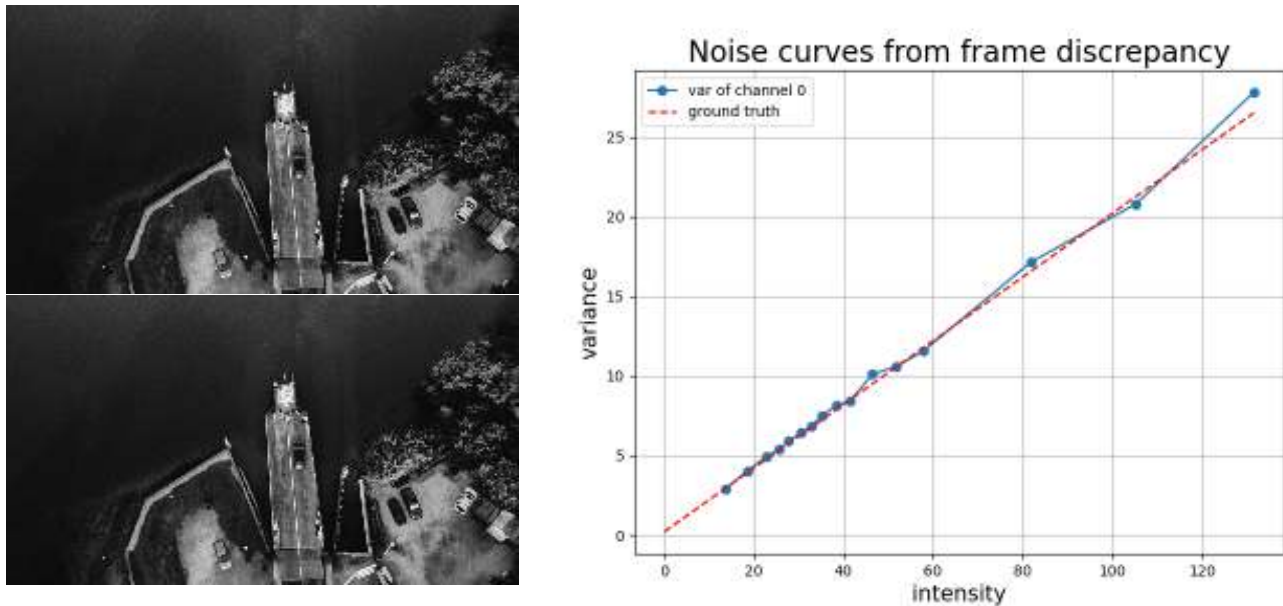 Noise curves from frame discrepancy
var of channel 0
ground truth
variance
25
20
15
10
5
0
0 20 40 60 80 100 120
intensity